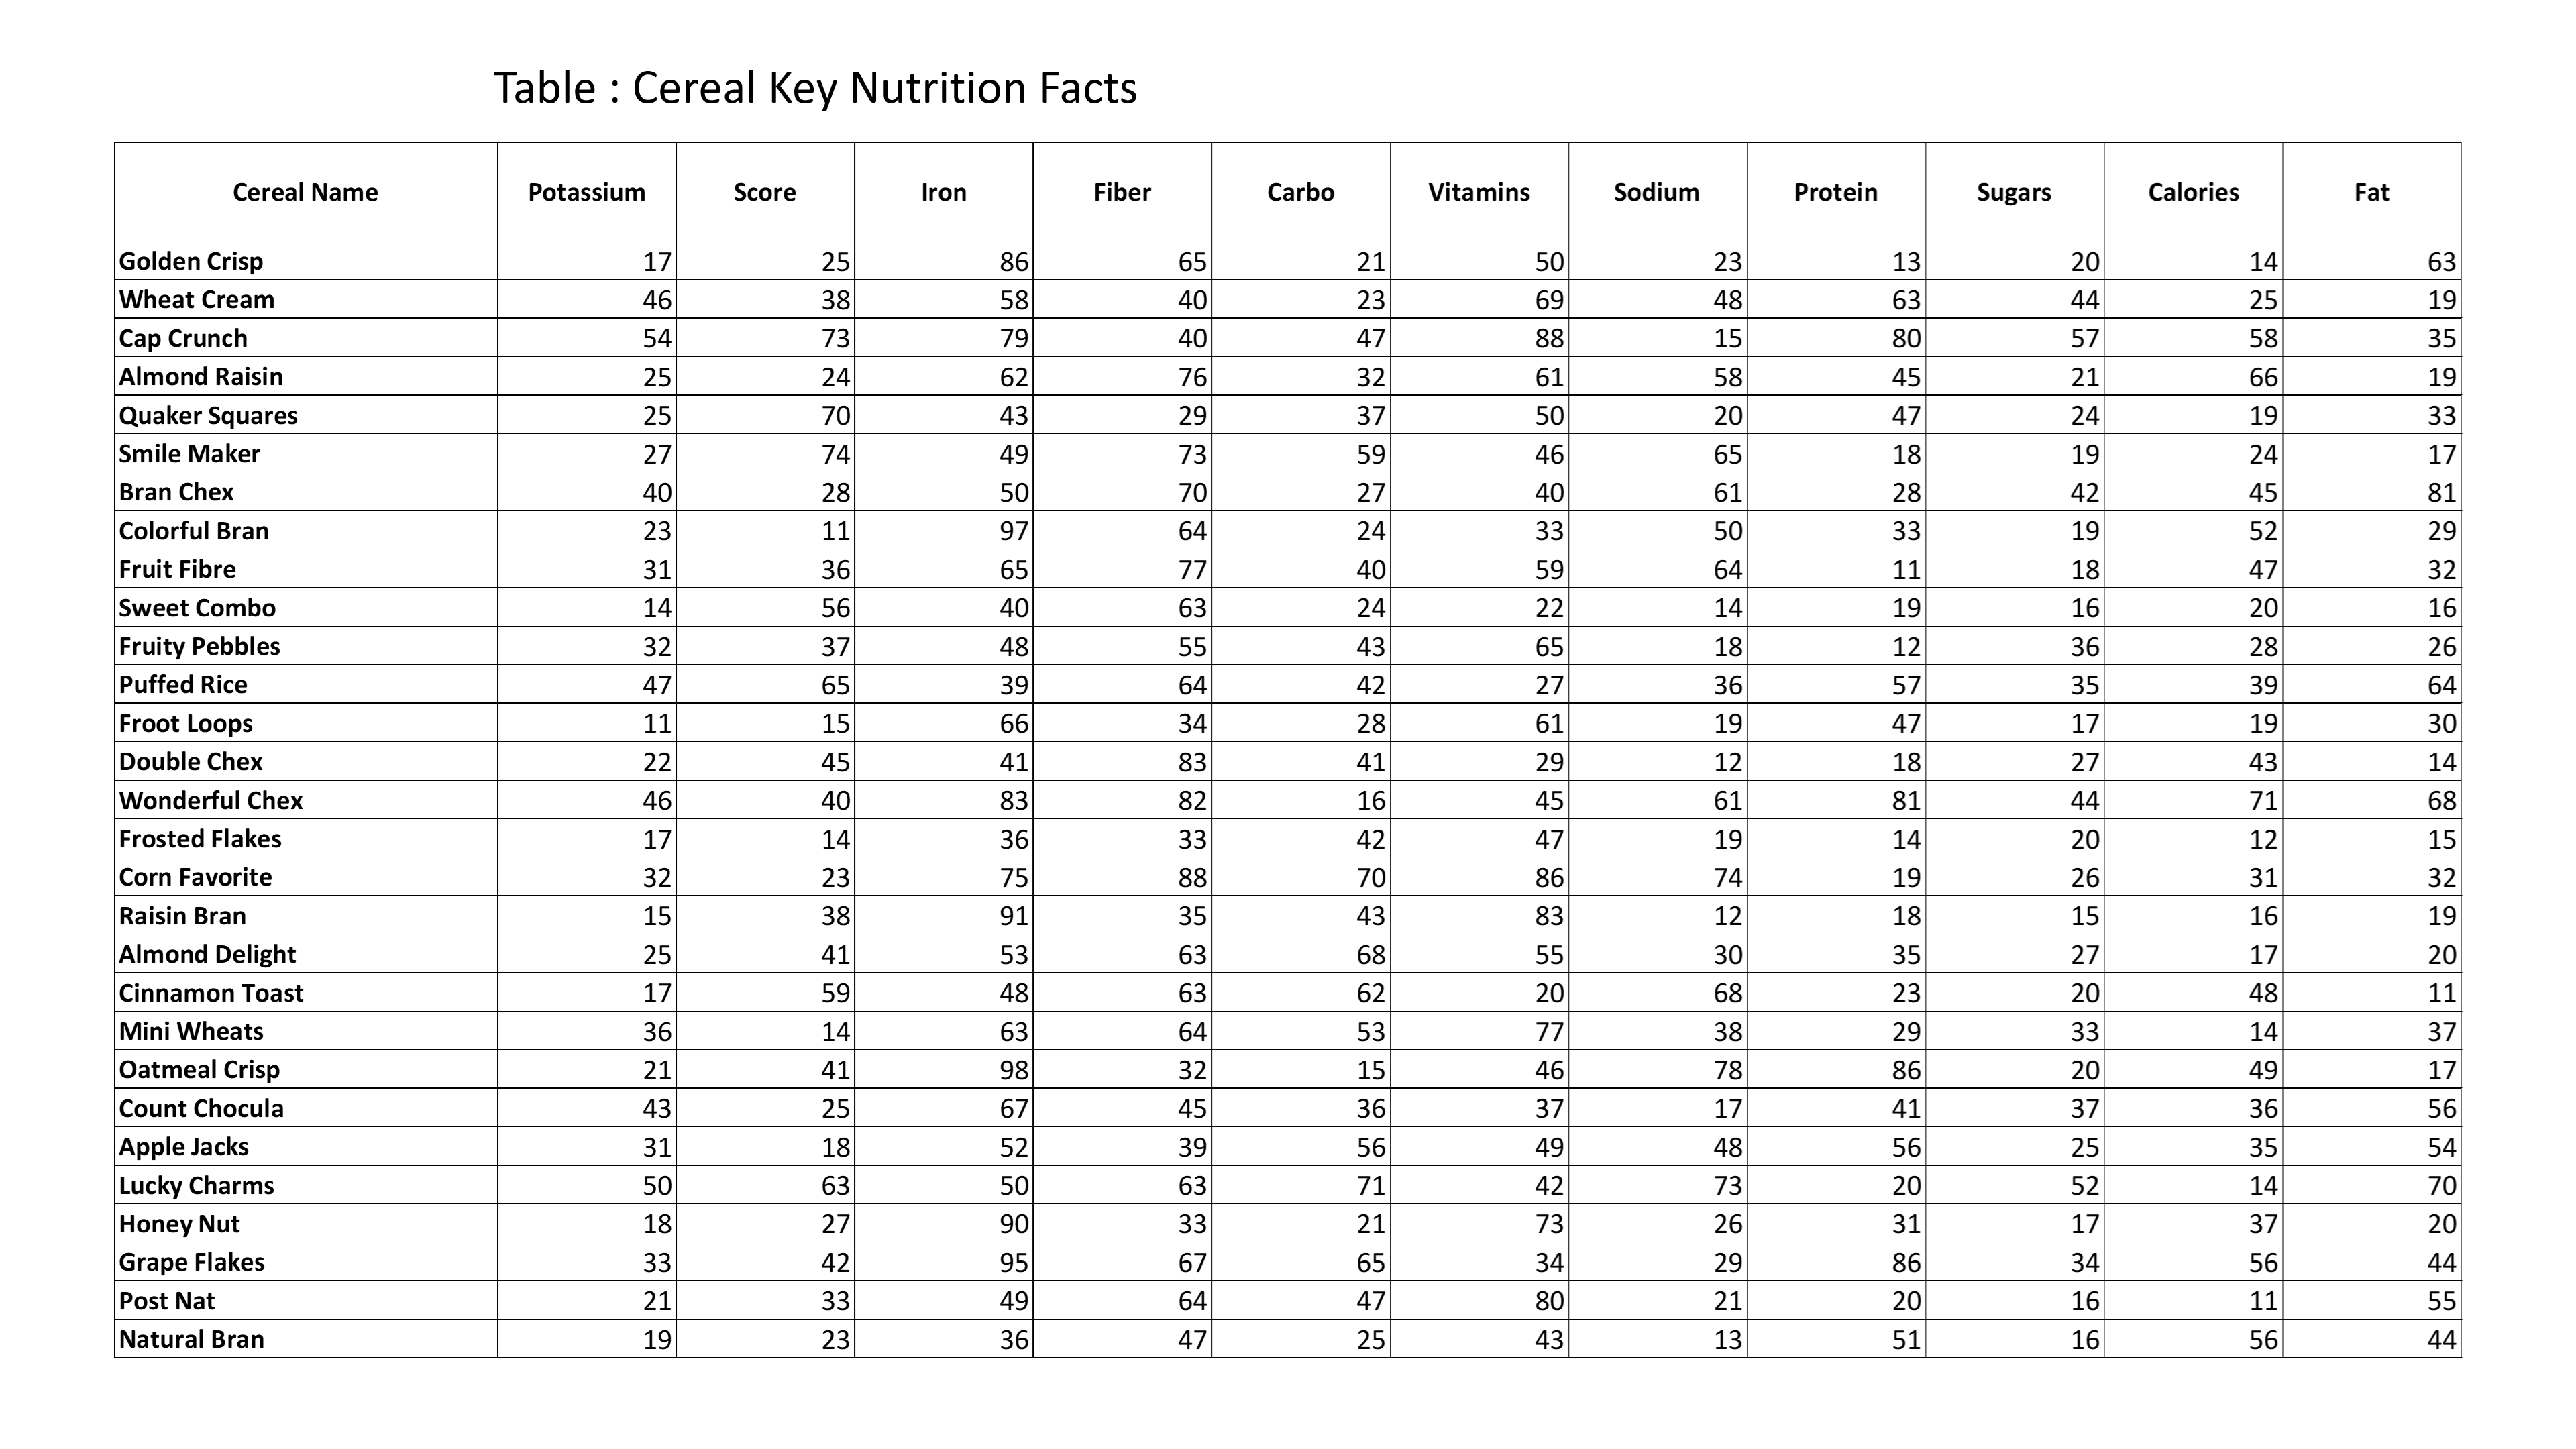 Table : Cereal Key Nutrition Facts
Cereal Name Potassium Score Iron Fiber Carbo Vitamins Sodium Protein Sugars Calories Fat
Golden Crisp 17 25 86 65 21 50 23 13 20 14 63
Wheat Cream 46 38 58 40 23 69 48 63 44 25 19
Cap Crunch 54 73 79 40 47 88 15 80 57 58 35
Almond Raisin 25 24 62 76 32 61 58 45 21 66 19
Quaker Squares 25 70 43 29 37 50 20 47 24 19 33
Smile Maker 27 74 49 73 59 46 65 18 19 24 17
Bran Chex 40 28 50 70 27 40 61 28 42 45 81
Colorful Bran 23 11 97 64 24 33 50 33 19 52 29
Fruit Fibre 31 36 65 77 40 59 64 11 18 47 32
Sweet Combo 14 56 40 63 24 22 14 19 16 20 16
Fruity Pebbles 32 37 48 55 43 65 18 12 36 28 26
Puffed Rice 47 65 39 64 42 27 36 57 35 39 64
Froot Loops 11 15 66 34 28 61 19 47 17 19 30
Double Chex 22 45 41 83 41 29 12 18 27 43 14
Wonderful Chex 46 40 83 82 16 45 61 81 44 71 68
Frosted Flakes 17 14 36 33 42 47 19 14 20 12 15
Corn Favorite 32 23 75 88 70 86 74 19 26 31 32
Raisin Bran 15 38 91 35 43 83 12 18 15 16 19
Almond Delight 25 41 53 63 68 55 30 35 27 17 20
Cinnamon Toast 17 59 48 63 62 20 68 23 20 48 11
Mini Wheats 36 14 63 64 53 77 38 29 33 14 37
Oatmeal Crisp 21 41 98 32 15 46 78 86 20 49 17
Count Chocula 43 25 67 45 36 37 17 41 37 36 56
Apple Jacks 31 18 52 39 56 49 48 56 25 35 54
Lucky Charms 50 63 50 63 71 42 73 20 52 14 70
Honey Nut 18 27 90 33 21 73 26 31 17 37 20
Grape Flakes 33 42 95 67 65 34 29 86 34 56 44
Post Nat 21 33 49 64 47 80 21 20 16 11 55
Natural Bran 19 23 36 47 25 43 13 51 16 56 44